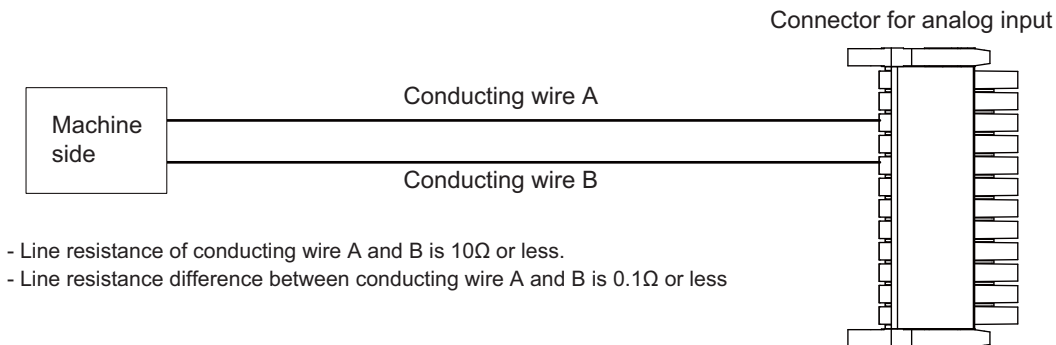 Connector for analog input
Conducting wire A
Machine
side
Conducting wire B
- Line resistance of conducting wire A and B is 10Ω or less.
- Line resistance difference between conducting wire A and B is 0.1Ω or less